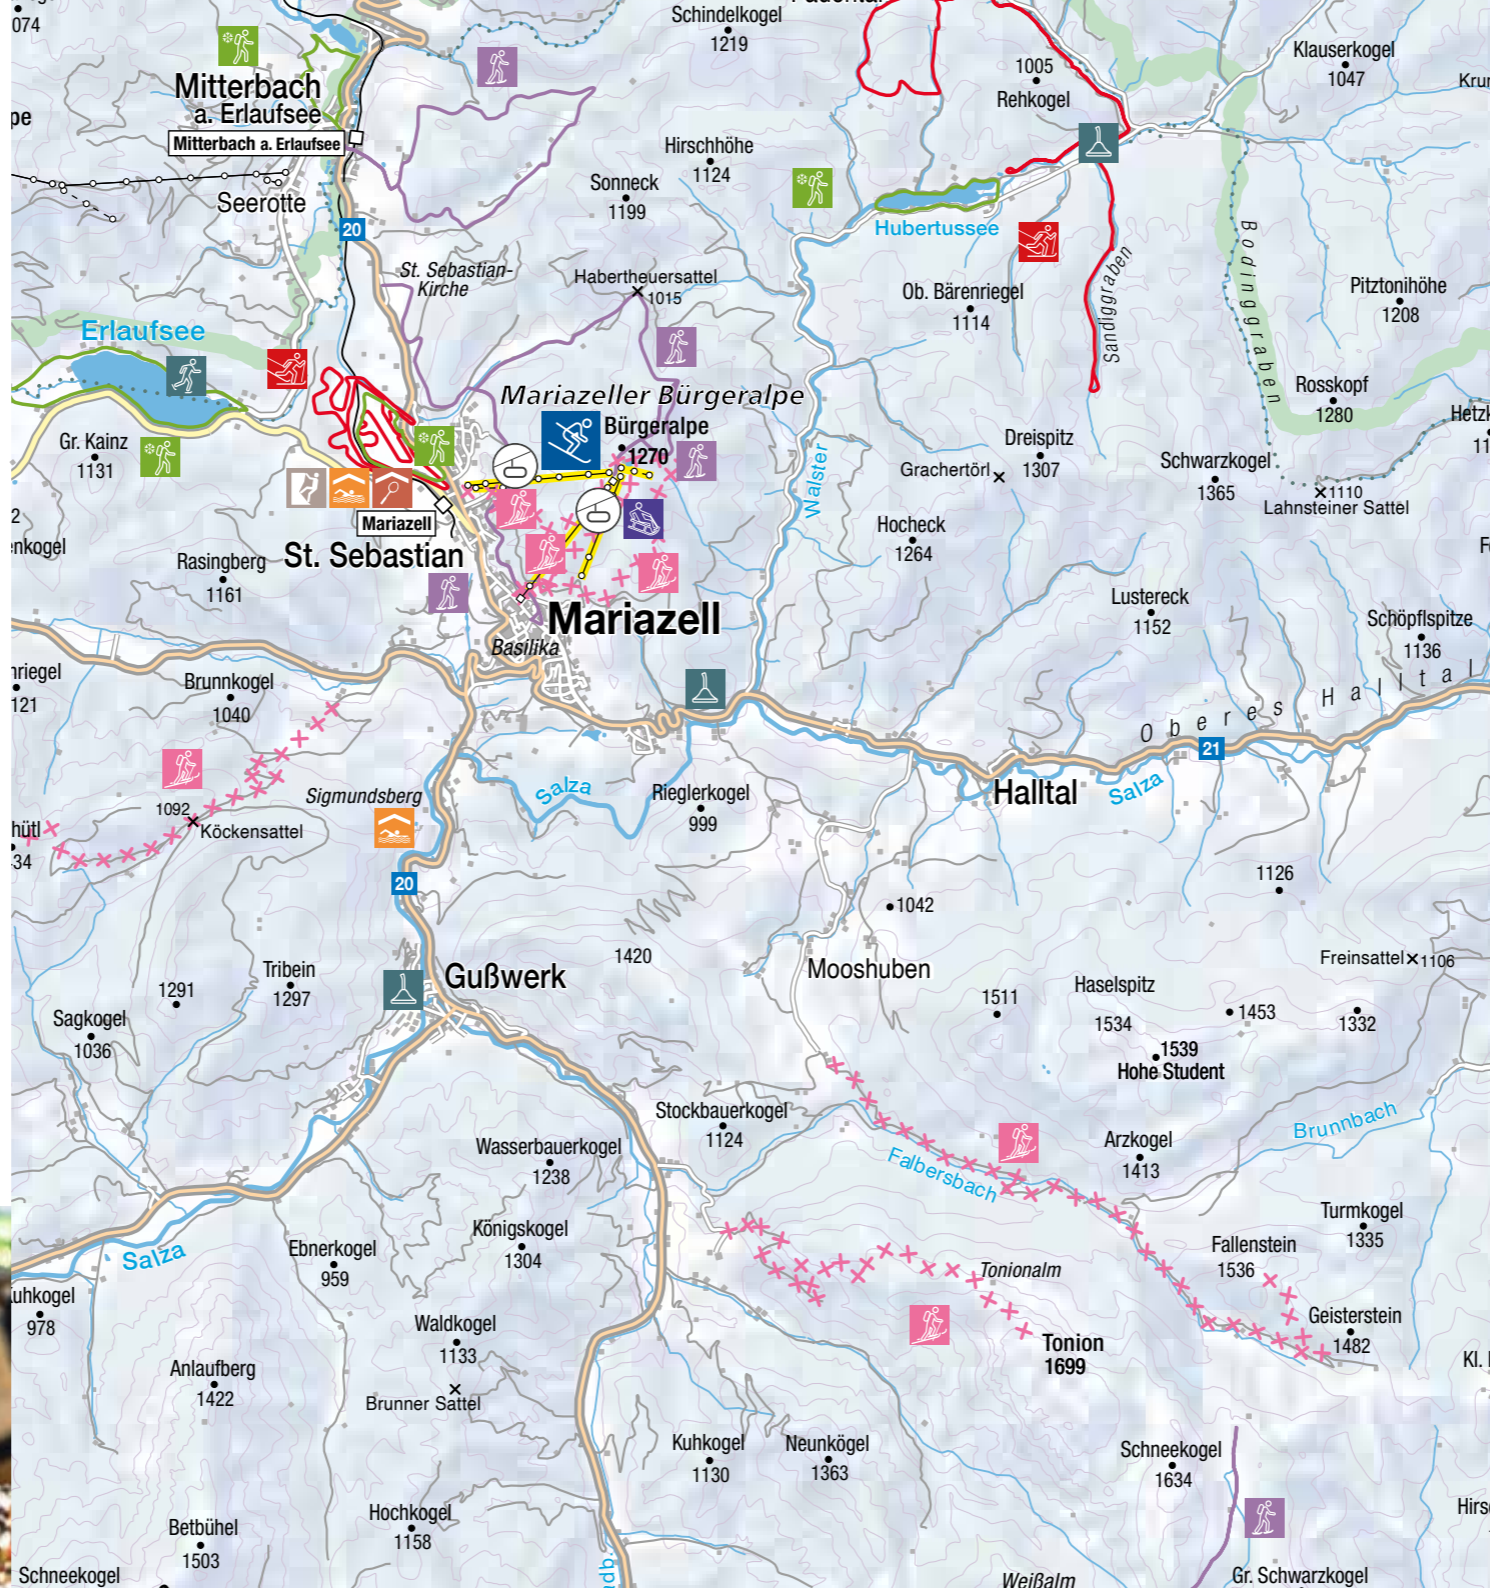 074
Schindelkogel
1219
Klauserkogel
1047
1005
Rehkogel
Mitterbach
a. Erlaufsee
Mitterbach a. Erlaufsee
Hirschhöhe
1124
Sonneck
1199
Seerotte
20
Hubertussee
St. Sebastian-
Kirche
Habertheuersattel
1015
Ob. Bärenriegel
1114
Sandiggraben
Bodinggraben
Pitztonihöhe
1208
Erlaufsee
Mariazeller Bürgeralpe
Bürgeralpe
1270
Rosskopf
1280
Gr. Kainz
1131
Dreispitz
1307
Grachertörl
Schwarzkogel
1365
1110
Lahnsteiner Sattel
Walster
Mariazell
St. Sebastian
Hocheck
1264
Rasingberg
1161
Lustereck
1152
Schöpflspitze
1136
Mariazell
Basilika
121
Brunnkogel
1040
Oberes Halltal
21
Salza
Salza
Halltal
Rieglerkogel
999
Sigmundsberg
1092
Köckensattel
20
1126
1042
Gußwerk
1420
Mooshuben
Freinsattel
1106
Tribein
1297
1291
Sagkogel
1036
1511
Haselspitz
1534
1453
1332
1539
Hohe Student
Stockbauerkogel
1124
Brunnbach
Arzkogel
1413
Wasserbauerkogel
1238
Falbersbach
Salza
Ebnerkogel
959
Königskogel
1304
Turmkogel
1335
Fallenstein
1536
Tonionalm
978
Waldkogel
1133
Geisterstein
1482
Tonion
1699
Anlaufberg
1422
Brunner Sattel
Kuhkogel
1130
Neunkögel
1363
Schneekogel
1634
Hochkogel
1158
Betbühel
1503
Schneekogel
Weißalm
Gr. Schwarzkogel